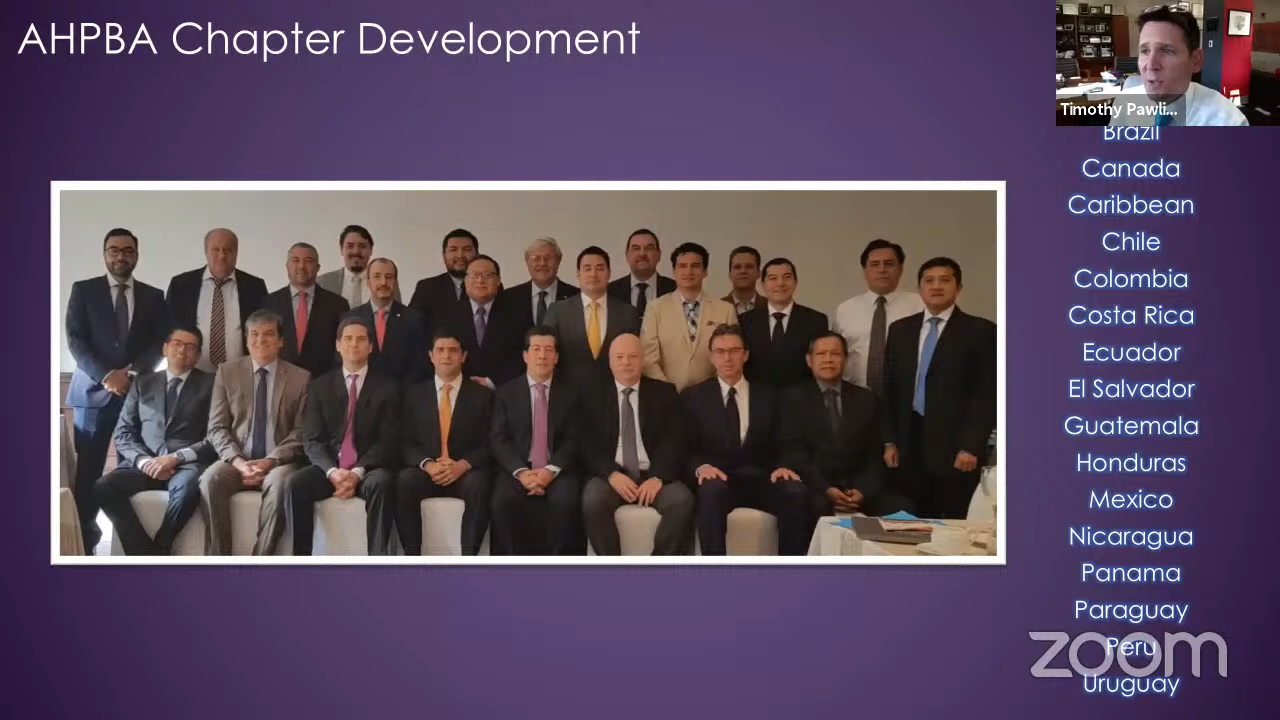 AHPBA Chapter Development
Timothy Pawli...
Brazil
Canada
Caribbean
Chile
Colombia
Costa Rica
Ecuador
El Salvador
Guatemala
Honduras
Mexico
Nicaragua
Panama
Paraguay
Peru
zoom
Uruguay